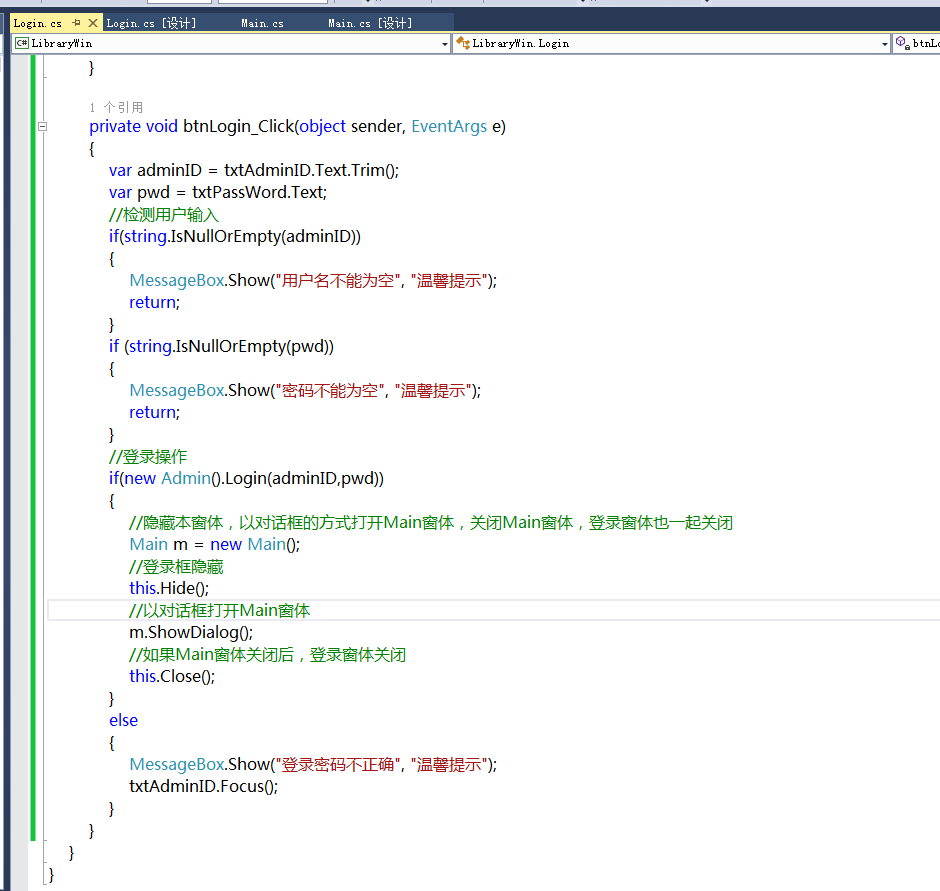 Login.cs
Login.cs [设计]
Main.cs
Main.cs [设计]
C# LibraryWin
LibraryWin.Login
btnLo
}
1 个引用
private void btnLogin_Click(object sender, EventArgs e)
{
var adminID = txtAdminID.Text.Trim();
var pwd = txtPassWord.Text;
//检测用户输入
if(string.IsNullOrEmpty(adminID))
{
MessageBox.Show("用户名不能为空", "温馨提示");
return;
}
if (string.IsNullOrEmpty(pwd))
{
MessageBox.Show("密码不能为空", "温馨提示");
return;
}
//登录操作
if(new Admin().Login(adminID,pwd))
{
//隐藏本窗体，以对话框的方式打开Main窗体，关闭Main窗体，登录窗体也一起关闭
Main m = new Main();
//登录框隐藏
this.Hide();
//以对话框打开Main窗体
m.ShowDialog();
//如果Main窗体关闭后，登录窗体关闭
this.Close();
}
else
{
MessageBox.Show("登录密码不正确", "温馨提示");
txtAdminID.Focus();
}
}
}
}